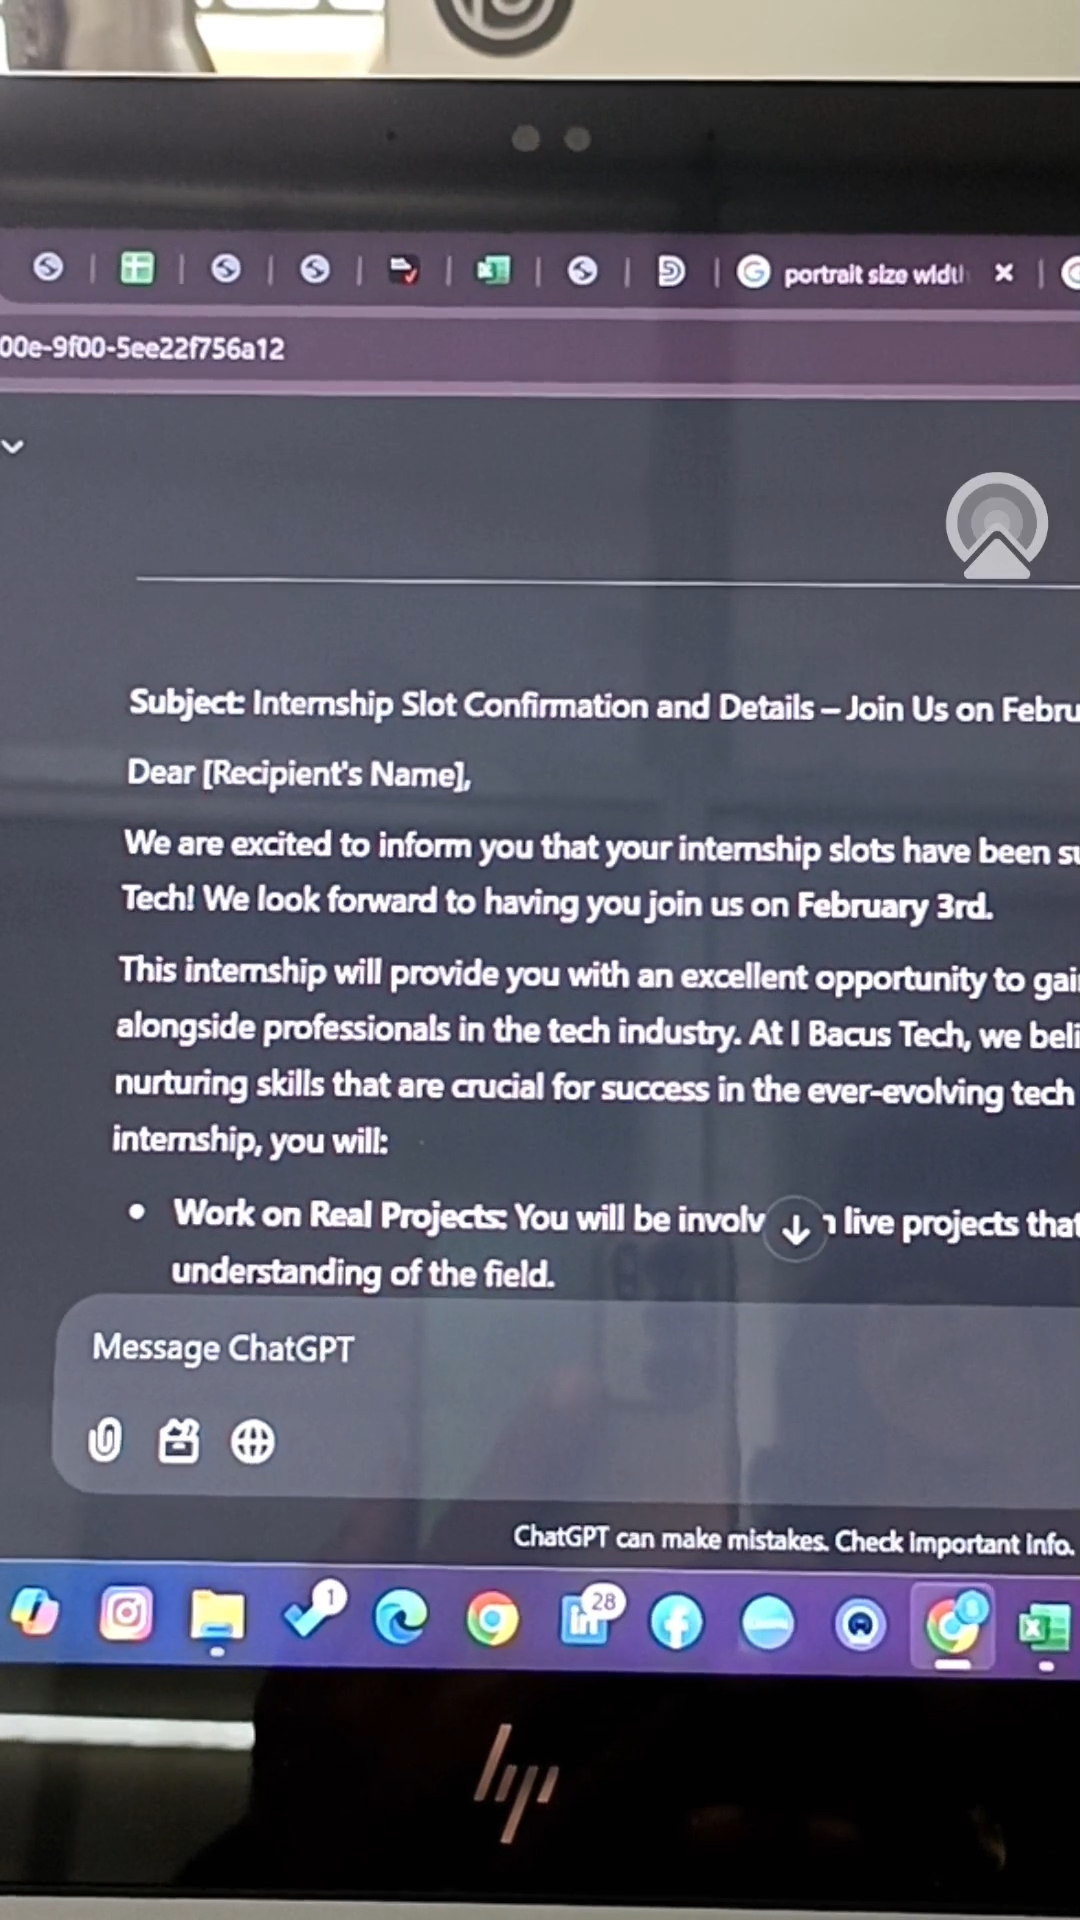 portrait size widtl
00e-9f00-5ee22f756a12
Subject: Internship Slot Confirmation and Details – Join Us on Febru
Dear [Recipient's Name],
We are excited to inform you that your internship slots have been su
Tech! We look forward to having you join us on February 3rd.
This internship will provide you with an excellent opportunity to gai
alongside professionals in the tech industry. At I Bacus Tech, we beli
nurturing skills that are crucial for success in the ever-evolving tech
internship, you will:
• Work on Real Projects: You will be involv live projects that
understanding of the field.
Message ChatGPT
ChatGPT can make mistakes. Check important info.
1
28
hp